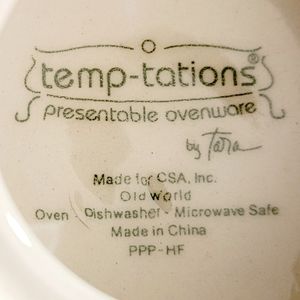 temp-tations®
presentable ovenware
by Tara
Made for CSA, Inc.
Old World
Oven · Dishwasher · Microwave Safe
Made in China
PPP-HF